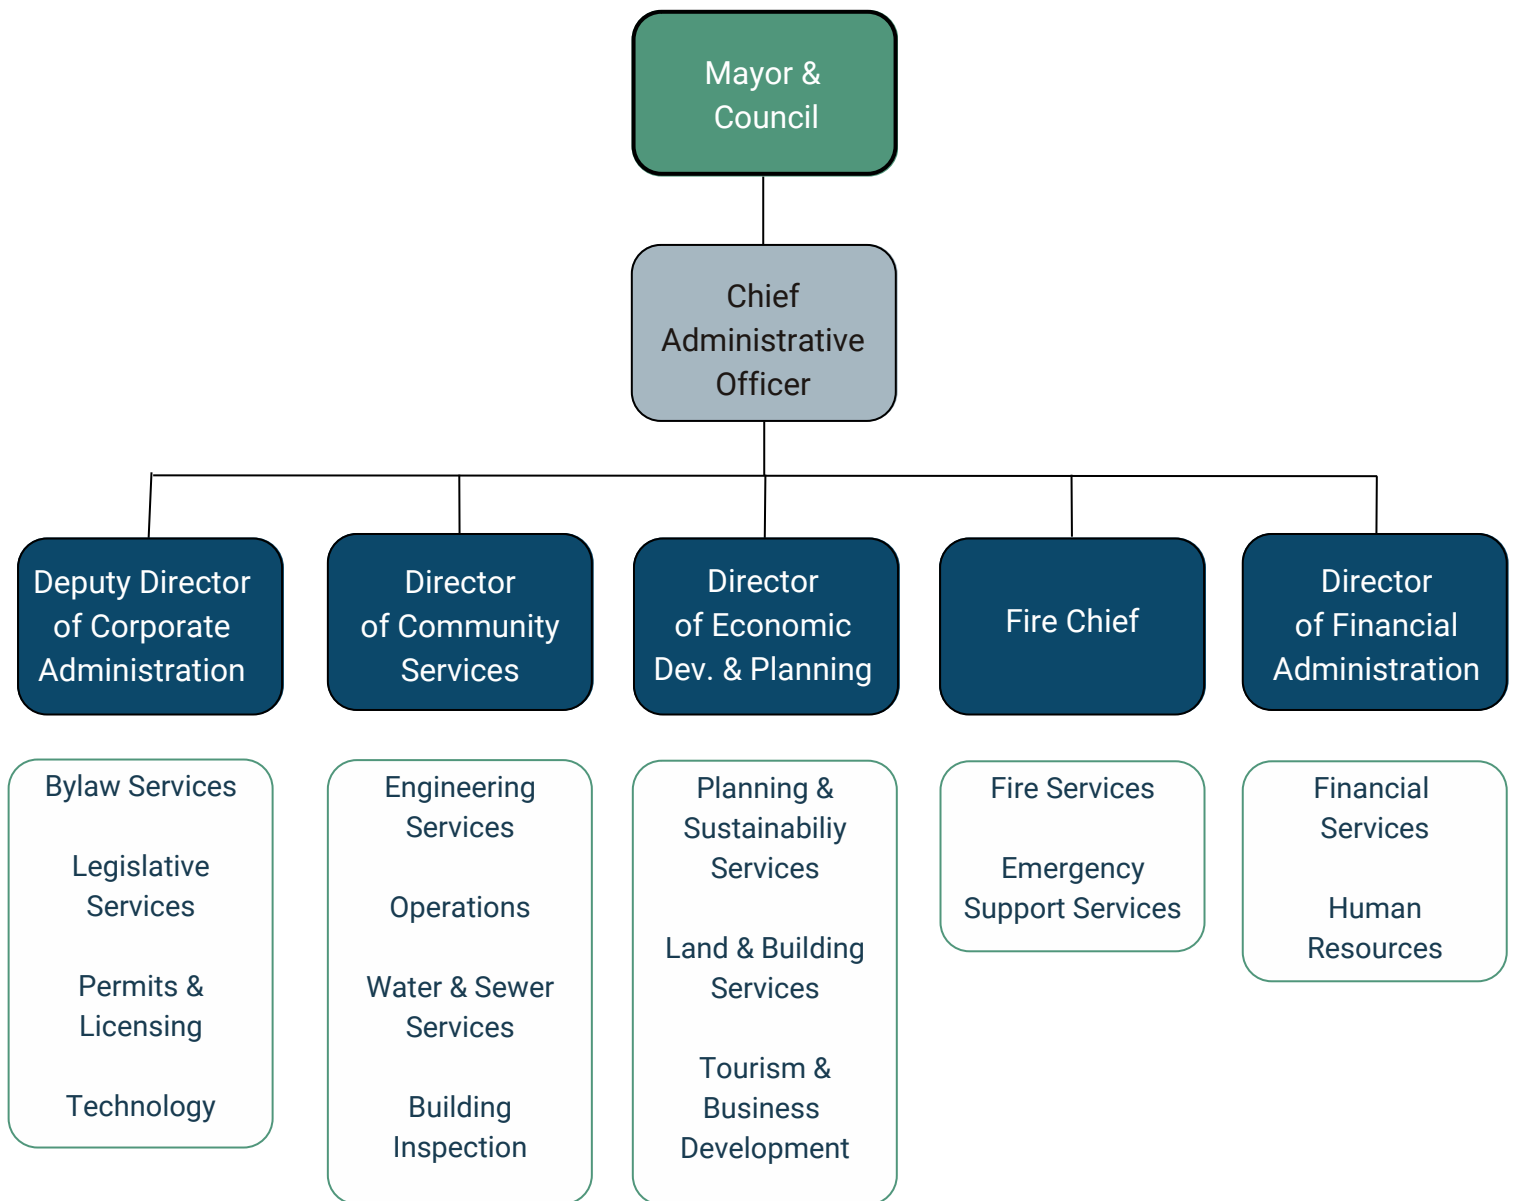 Mayor &
Council
Chief
Administrative
Officer
Deputy Director
of Corporate
Administration
Director
of Community
Services
Director
of Economic
Dev. & Planning
Fire Chief
Director
of Financial
Administration
Bylaw Services
Legislative
Services
Permits &
Licensing
Technology
Engineering
Services
Operations
Water & Sewer
Services
Building
Inspection
Planning &
Sustainabiliy
Services
Land & Building
Services
Tourism &
Business
Development
Fire Services
Emergency
Support Services
Financial
Services
Human
Resources